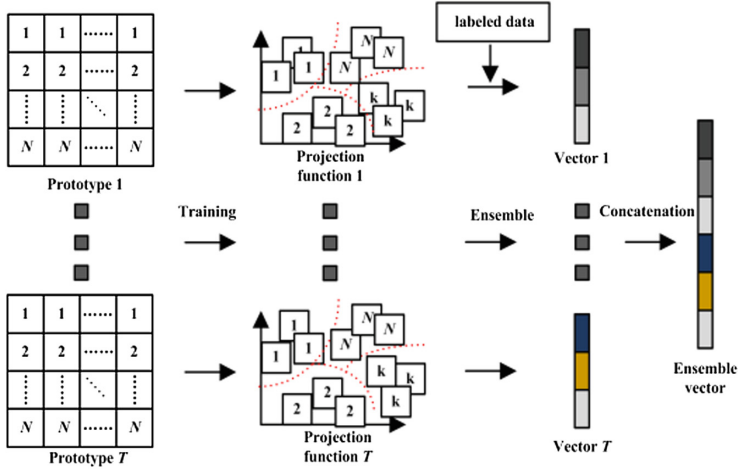 labeled data
1 1 ...... 1
2 2 ...... 2
N N ...... N
1 1 N N N
1 2 2 2 k k k
Prototype 1
Projection
function 1
Vector 1
Training
Ensemble
Concatenation
1 1 ...... 1
2 2 ...... 2
N N ...... N
1 1 1 N N N
2 2 2 k k k
Prototype T
Projection
function T
Vector T
Ensemble
vector